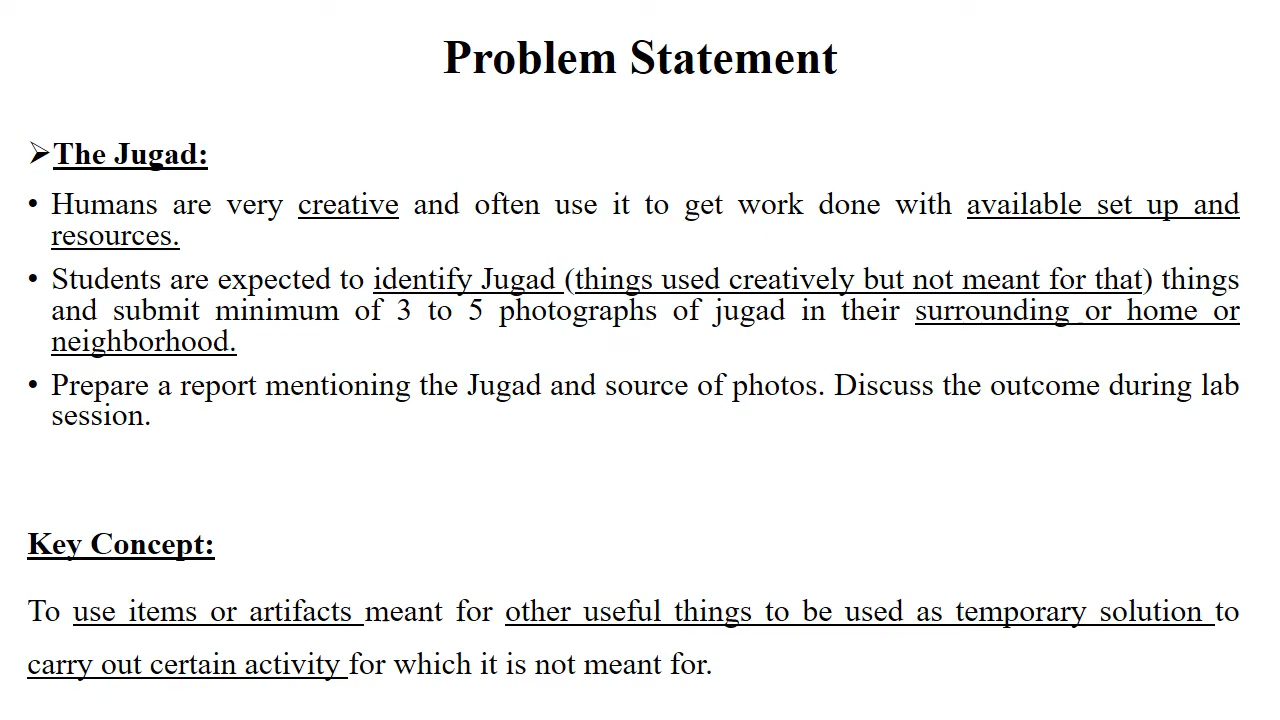 Problem Statement
➢The Jugad:
• Humans are very creative and often use it to get work done with available set up and
resources.
• Students are expected to identify Jugad (things used creatively but not meant for that) things
and submit minimum of 3 to 5 photographs of jugad in their surrounding or home or
neighborhood.
• Prepare a report mentioning the Jugad and source of photos. Discuss the outcome during lab
session.
Key Concept:
To use items or artifacts meant for other useful things to be used as temporary solution to
carry out certain activity for which it is not meant for.